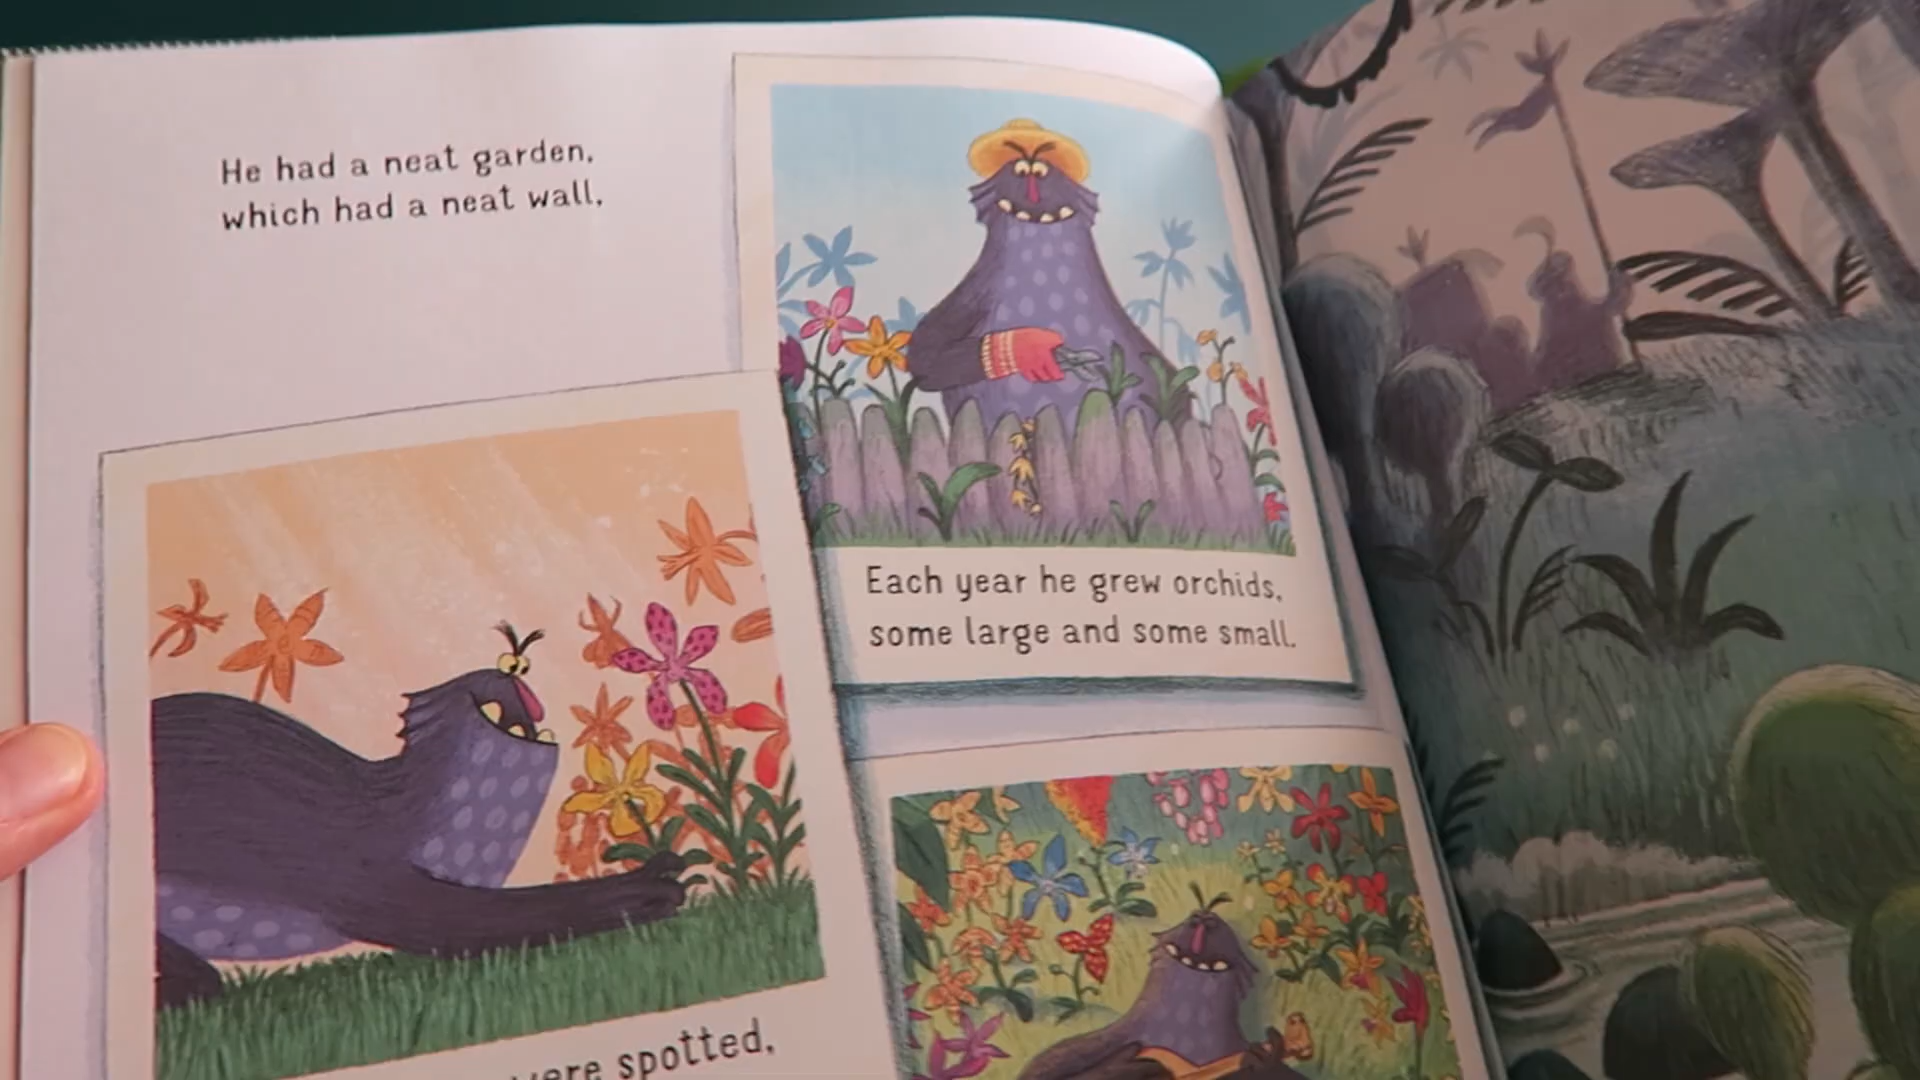 He had a neat garden,
which had a neat wall,
Each year he grew orchids,
some large and some small.
were spotted,